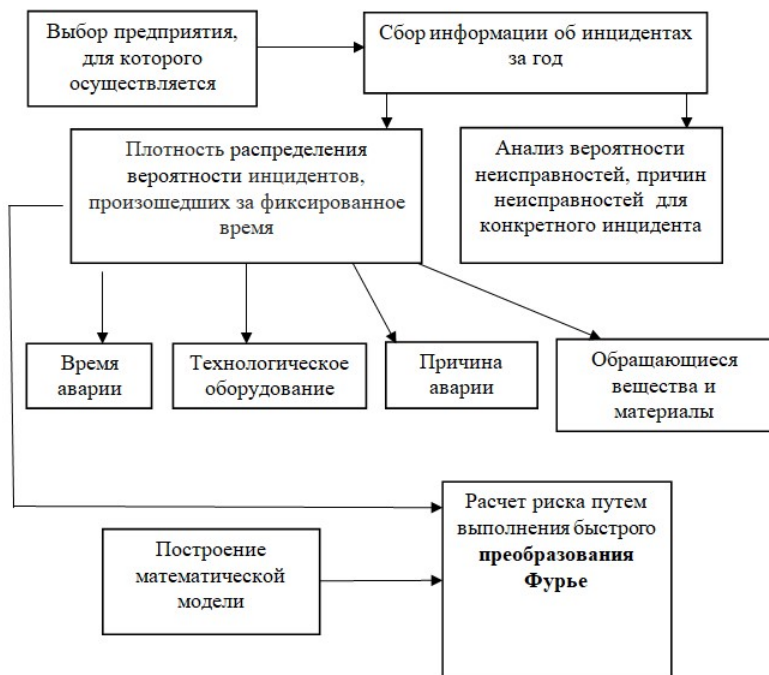 Выбор предприятия,
для которого
осуществляется
Сбор информации об инцидентах
за год
Плотность распределения
вероятности инцидентов,
произошедших за фиксированное
время
Анализ вероятности
неисправностей, причин
неисправностей для
конкретного инцидента
Время
аварии
Технологическое
оборудование
Причина
аварии
Обращающиеся
вещества и
материалы
Построение
математической
модели
Расчет риска путем
выполнения быстрого
преобразования
Фурье